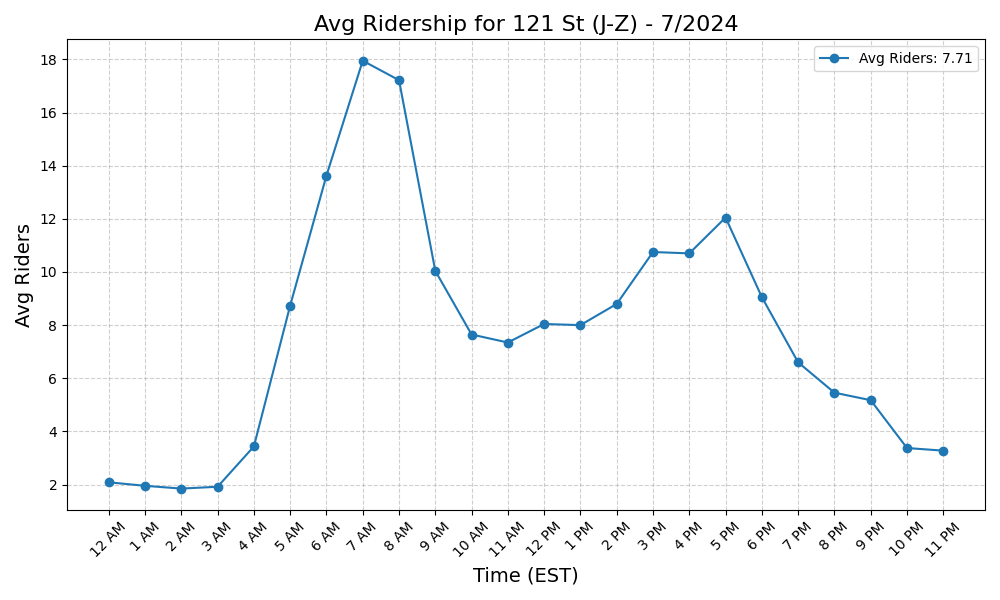 Avg Ridership for 121 St (J-Z) - 7/2024
Avg Riders: 7.71
Avg Riders
18
16
14
12
10
8
6
4
2
12 AM
1 AM
2 AM
3 AM
4 AM
5 AM
6 AM
7 AM
8 AM
9 AM
10 AM
11 AM
12 PM
1 PM
2 PM
3 PM
4 PM
5 PM
6 PM
7 PM
8 PM
9 PM
10 PM
11 PM
Time (EST)